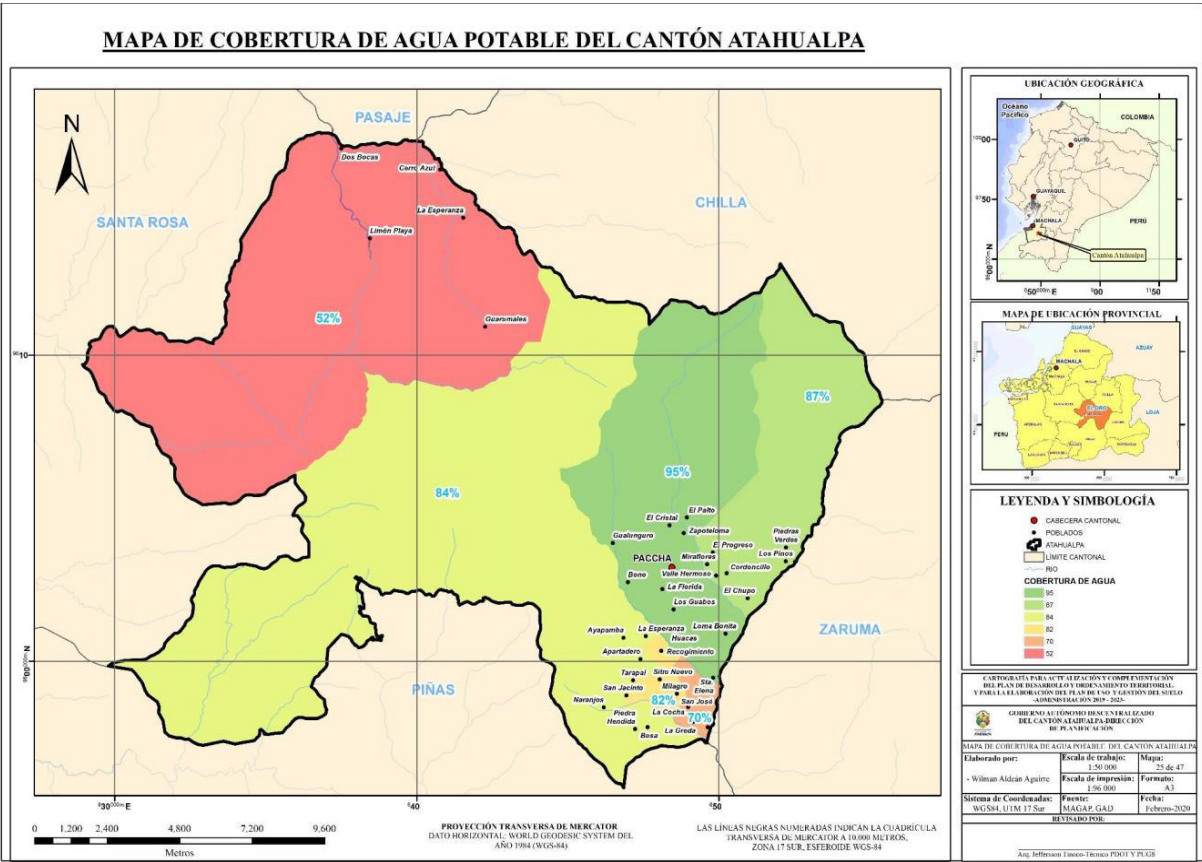 MAPA DE COBERTURA DE AGUA POTABLE DEL CANTÓN ATAHUALPA
N
PASAJE
SANTA ROSA
CHILLA
ZARUMA
PIÑAS
Dos Bocas
Cerro Azul
La Esperanza
Limón Playa
Guaromales
52%
87%
95%
84%
El Palto
El Cristal
Zapoteloma
Gualunguro
Piedras
Verdes
Los Pinos
Miraflores
PACCHA
Valle Hermoso
Cordoncillo
Bono
La Florida
El Chupo
Los Guabos
Loma Bonita
Ayapamba
La Esperanza
Huacas
Apartadero
Recogimiento
Tarapal
Sitio Nuevo
Sta.
Elena
San Jacinto
Milagro
Naranjos
82%
San José
La Cocha
70%
Piedra
Hendida
Bosa
La Greda
0 1,200 2,400 4,800 7,200 9,600
Metros
PROYECCIÓN TRANSVERSA DE MERCATOR
DATO HORIZONTAL: WORLD GEODESIC SYSTEM DEL
AÑO 1984 (WGS-84)
LAS LÍNEAS NEGRAS NUMERADAS INDICAN LA CUADRÍCULA
TRANSVERSA DE MERCATOR A 10.000 METROS,
ZONA 17 SUR, ESFEROIDE WGS-84
UBICACIÓN GEOGRÁFICA
Océano
Pacífico
COLOMBIA
QUITO
GUAYAQUIL
MACHALA
PERÚ
Cantón Atahualpa
MAPA DE UBICACIÓN PROVINCIAL
GUAYAS
AZUAY
MACHALA
EL ORO
LOJA
PERU
LEYENDA Y SIMBOLOGÍA
CABECERA CANTONAL
POBLADOS
ATAHUALPA
LÍMITE CANTONAL
RIO
COBERTURA DE AGUA
95
87
84
82
70
52
CARTOGRAFÍA PARA ACTUALIZACIÓN Y COMPLEMENTACIÓN
DEL PLAN DE DESARROLLO Y ORDENAMIENTO TERRITORIAL
Y PARA LA ELABORACIÓN DEL PLAN DE USO Y GESTIÓN DEL SUELO
-ADMINISTRACIÓN 2019 - 2023-
GOBIERNO AUTÓNOMO DESCENTRALIZADO
DEL CANTÓN ATAHUALPA-DIRECCIÓN
DE PLANIFICACIÓN
MAPA DE COBERTURA DE AGUA POTABLE DEL CANTÓN ATAHUALPA
Elaborado por:
- Wilman Aldeán Aguirre
Escala de trabajo:
1:50 000
Mapa:
25 de 47
Escala de impresión:
1:96 000
Formato:
A3
Sistema de Coordenadas:
WGS84, UTM 17 Sur
Fuente:
MAGAP, GAD
Fecha:
Febrero-2020
REVISADO POR:
Arq. Jefferson Tinoco-Técnico PDOT Y PUGS